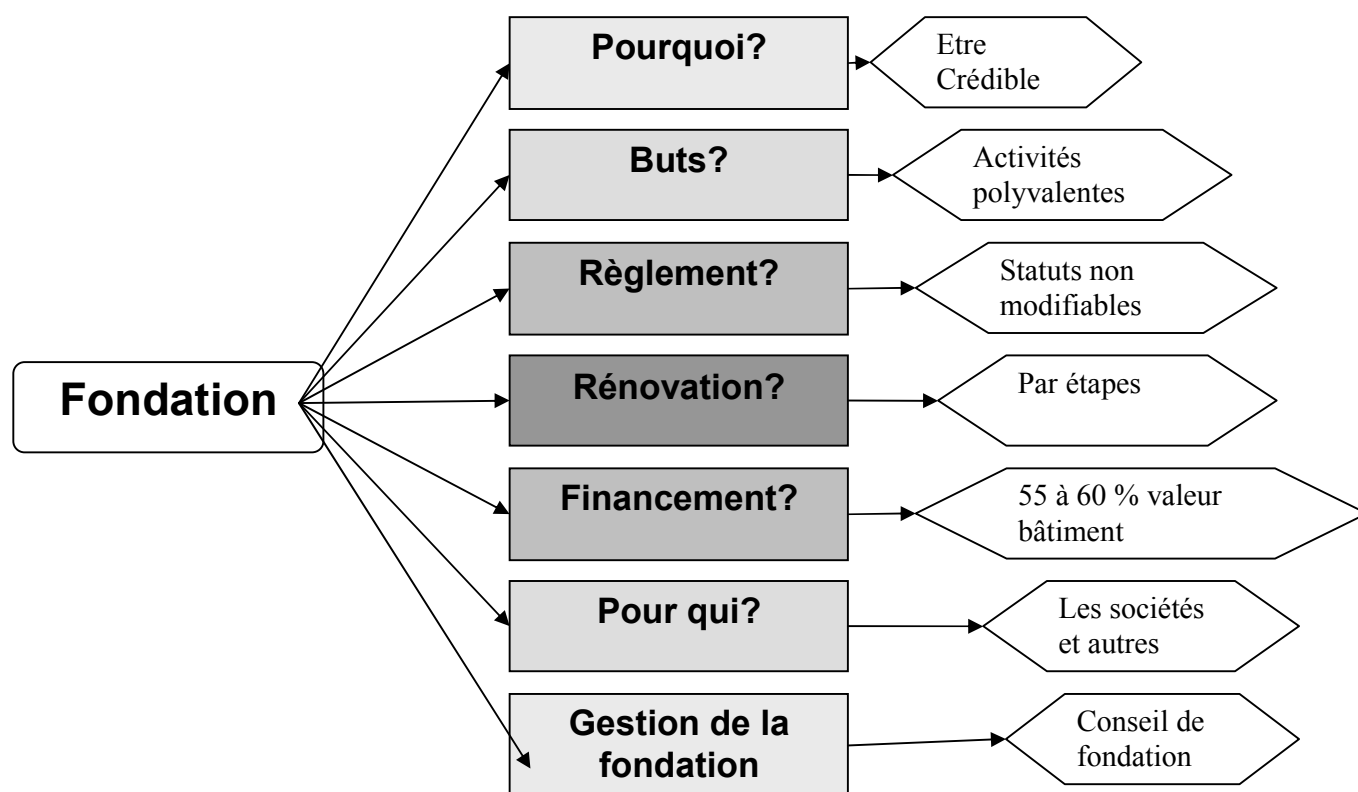 Pourquoi?
Etre
Crédible
Buts?
Activités
polyvalentes
Règlement?
Statuts non
modifiables
Fondation
Rénovation?
Par étapes
Financement?
55 à 60 % valeur
bâtiment
Pour qui?
Les sociétés
et autres
Gestion de la
fondation
Conseil de
fondation